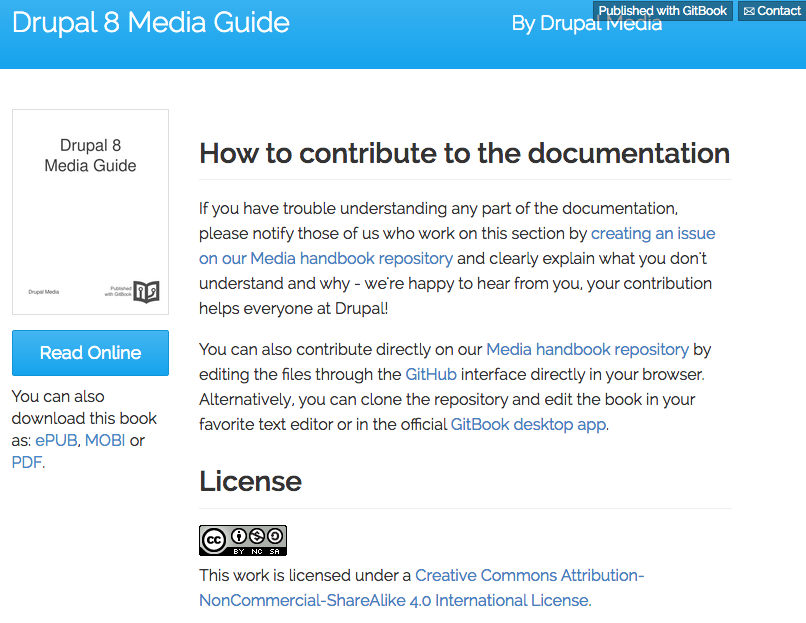 Drupal 8 Media Guide
By Drupal Media
Published with GitBook
Contact
Drupal 8
Media Guide
Drupal Media
Published
with GitBook
Read Online
You can also
download this book
as: ePUB, MOBI or
PDF.
How to contribute to the documentation
If you have trouble understanding any part of the documentation,
please notify those of us who work on this section by creating an issue
on our Media handbook repository and clearly explain what you don't
understand and why - we're happy to hear from you, your contribution
helps everyone at Drupal!
You can also contribute directly on our Media handbook repository by
editing the files through the GitHub interface directly in your browser.
Alternatively, you can clone the repository and edit the book in your
favorite text editor or in the official GitBook desktop app.
License
cc
BY NC SA
This work is licensed under a Creative Commons Attribution-
NonCommercial-ShareAlike 4.0 International License.